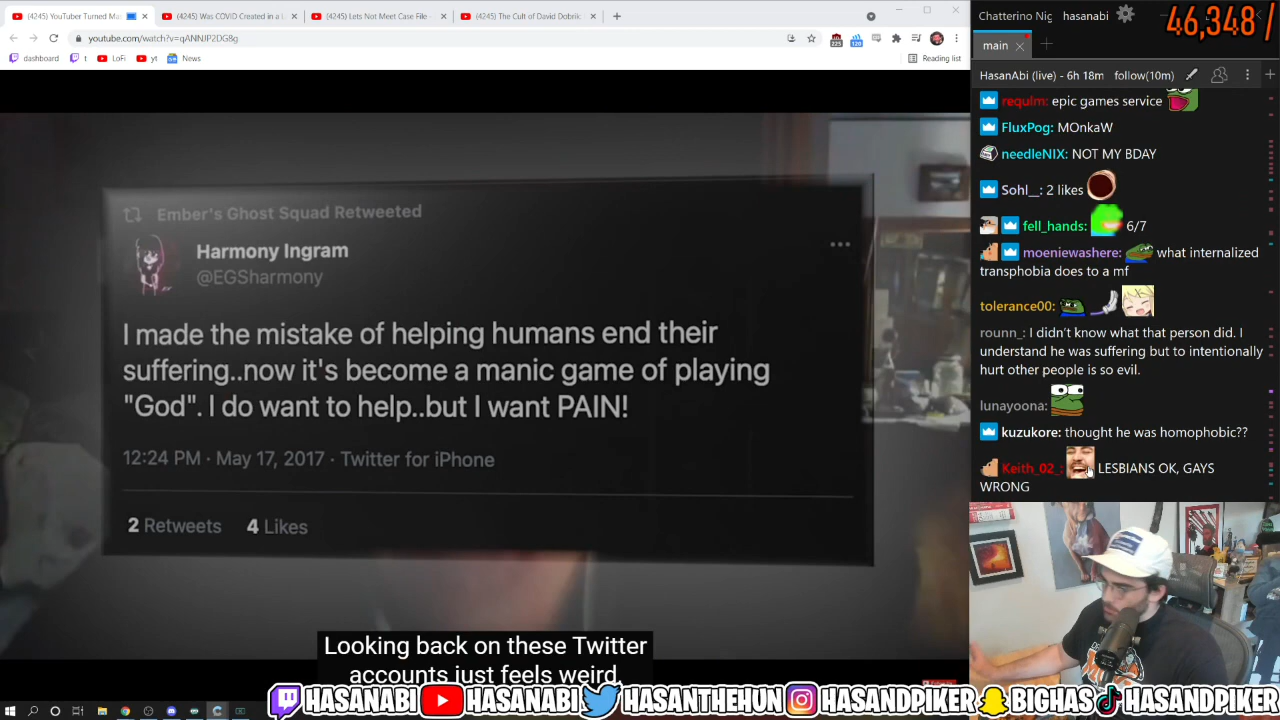 (4245) YouTuber Turned Ma
(4245) Was COVID Created in a
(4245) Lets Not Meet Case File -
(4245) The Cult of David Dobrik:
youtube.com/watch?v=qANNJP2DG8g
dashboard
t
LoFi
yt
News
Reading list
Ember's Ghost Squad Retweeted
Harmony Ingram
@EGSharmony
I made the mistake of helping humans end their
suffering..now it's become a manic game of playing
"God". I do want to help..but I want PAIN!
12:24 PM · May 17, 2017 · Twitter for iPhone
2 Retweets 4 Likes
Looking back on these Twitter
accounts just feels weird,
Chatterino Nig hasanabi
46,348 /
main
HasanAbi (live) - 6h 18m follow(10m)
requlm: epic games service
FluxPog: MOnkaW
needleNIX: NOT MY BDAY
Sohl__: 2 likes
fell_hands: 6/7
moeniewashere: what internalized
transphobia does to a mf
tolerance00:
rounn_: I didn't know what that person did. I
understand he was suffering but to intentionally
hurt other people is so evil.
lunayoona:
kuzukore: thought he was homophobic??
Keith_02_: LESBIANS OK, GAYS
WRONG
HASANABI HASANABI HASANTHEHUN HASANDPIKER BIGHAS HASANDPIKER